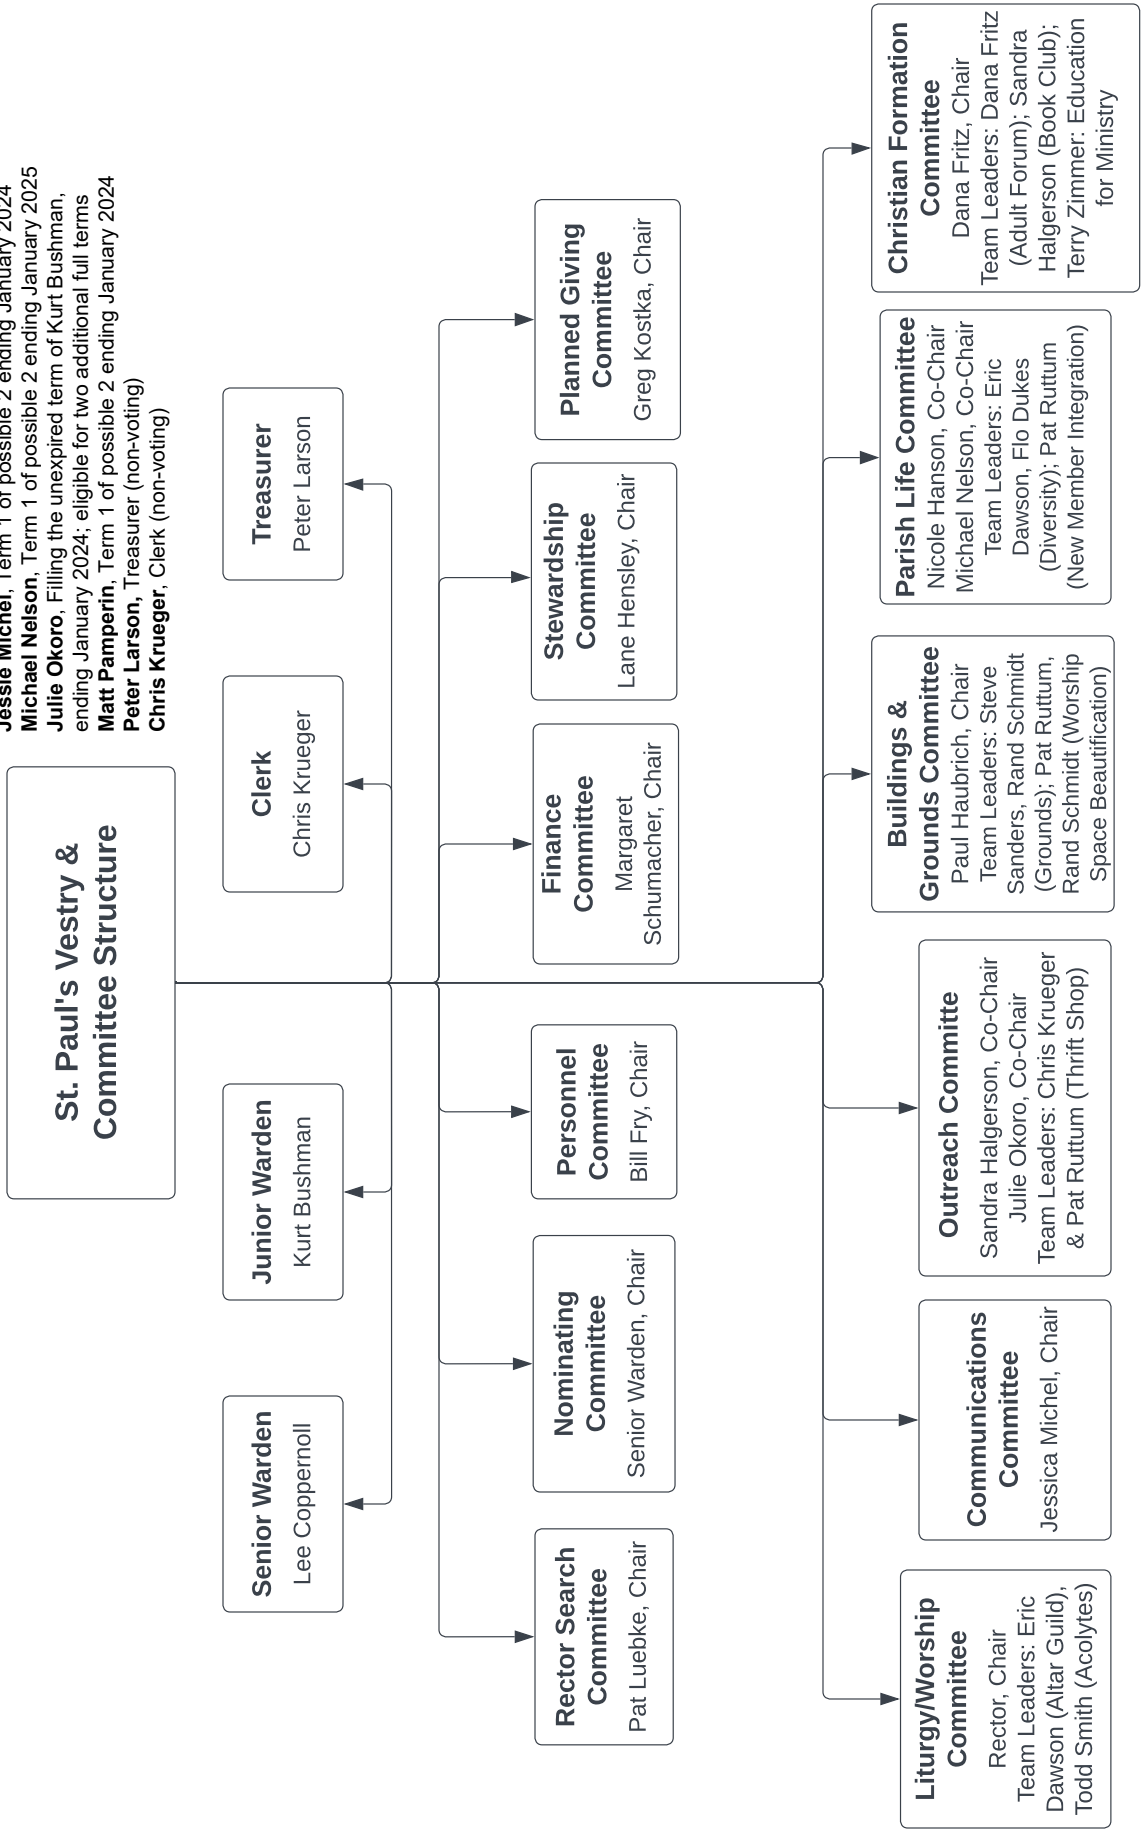 Jessie Michel, Term 1 of possible 2 ending January 2024
Michael Nelson, Term 1 of possible 2 ending January 2025
Julie Okoro, Filling the unexpired term of Kurt Bushman,
ending January 2024; eligible for two additional full terms
Matt Pamperin, Term 1 of possible 2 ending January 2024
Peter Larson, Treasurer (non-voting)
Chris Krueger, Clerk (non-voting)
St. Paul's Vestry &
Committee Structure
Senior Warden
Lee Coppernoll
Junior Warden
Kurt Bushman
Clerk
Chris Krueger
Treasurer
Peter Larson
Rector Search
Committee
Pat Luebke, Chair
Nominating
Committee
Senior Warden, Chair
Personnel
Committee
Bill Fry, Chair
Finance
Committee
Margaret
Schumacher, Chair
Stewardship
Committee
Lane Hensley, Chair
Planned Giving
Committee
Greg Kostka, Chair
Liturgy/Worship
Committee
Rector, Chair
Team Leaders: Eric
Dawson (Altar Guild),
Todd Smith (Acolytes)
Communications
Committee
Jessica Michel, Chair
Outreach Committe
Sandra Halgerson, Co-Chair
Julie Okoro, Co-Chair
Team Leaders: Chris Krueger
& Pat Ruttum (Thrift Shop)
Buildings &
Grounds Committee
Paul Haubrich, Chair
Team Leaders: Steve
Sanders, Rand Schmidt
(Grounds); Pat Ruttum,
Rand Schmidt (Worship
Space Beautification)
Parish Life Committee
Nicole Hanson, Co-Chair
Michael Nelson, Co-Chair
Team Leaders: Eric
Dawson, Flo Dukes
(Diversity); Pat Ruttum
(New Member Integration)
Christian Formation
Committee
Dana Fritz, Chair
Team Leaders: Dana Fritz
(Adult Forum); Sandra
Halgerson (Book Club);
Terry Zimmer: Education
for Ministry